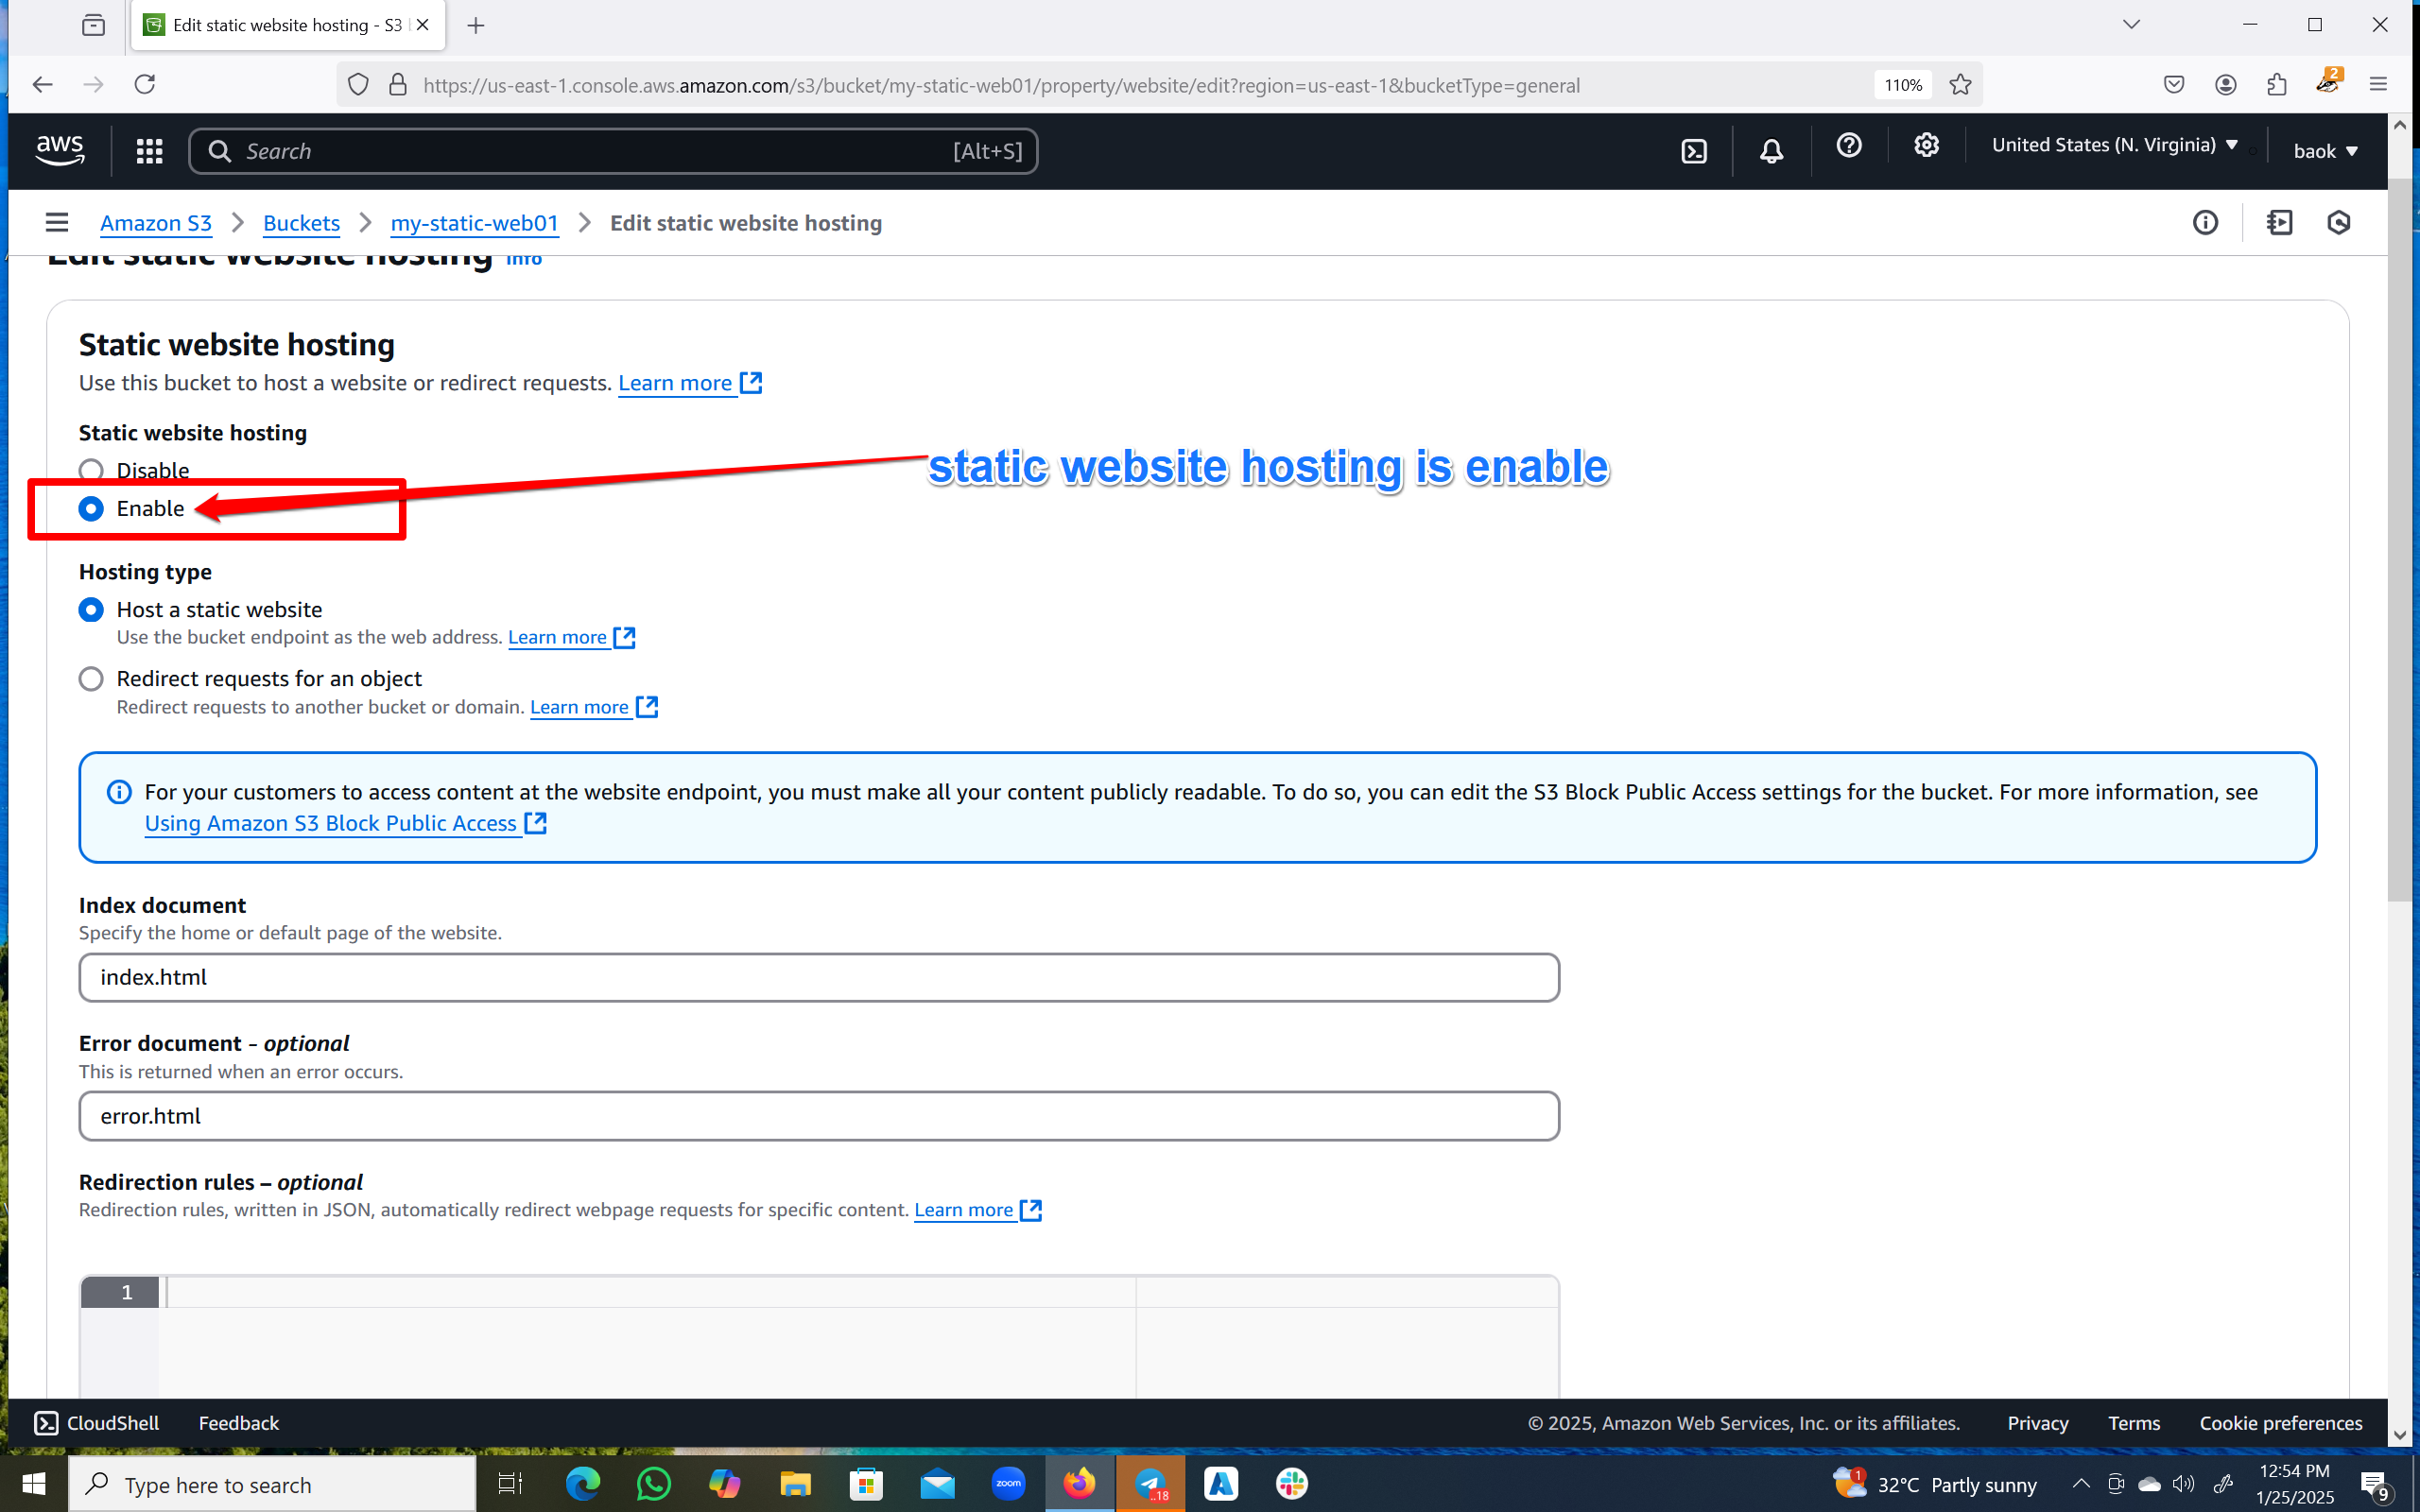 Edit static website hosting - S3
https://us-east-1.console.aws.amazon.com/s3/bucket/my-static-web01/property/website/edit?region=us-east-1&bucketType=general
110%
2
aws
Search
[Alt+S]
United States (N. Virginia)
baok
Amazon S3
Buckets
my-static-web01
Edit static website hosting
Edit static website hosting Info
Static website hosting
Use this bucket to host a website or redirect requests. Learn more
Static website hosting
Disable
static website hosting is enable
Enable
Hosting type
Host a static website
Use the bucket endpoint as the web address. Learn more
Redirect requests for an object
Redirect requests to another bucket or domain. Learn more
For your customers to access content at the website endpoint, you must make all your content publicly readable. To do so, you can edit the S3 Block Public Access settings for the bucket. For more information, see
Using Amazon S3 Block Public Access
Index document
Specify the home or default page of the website.
index.html
Error document - optional
This is returned when an error occurs.
error.html
Redirection rules – optional
Redirection rules, written in JSON, automatically redirect webpage requests for specific content. Learn more
1
CloudShell
Feedback
© 2025, Amazon Web Services, Inc. or its affiliates.
Privacy
Terms
Cookie preferences
Type here to search
zoom
..18
1
32°C Partly sunny
12:54 PM
1/25/2025
9